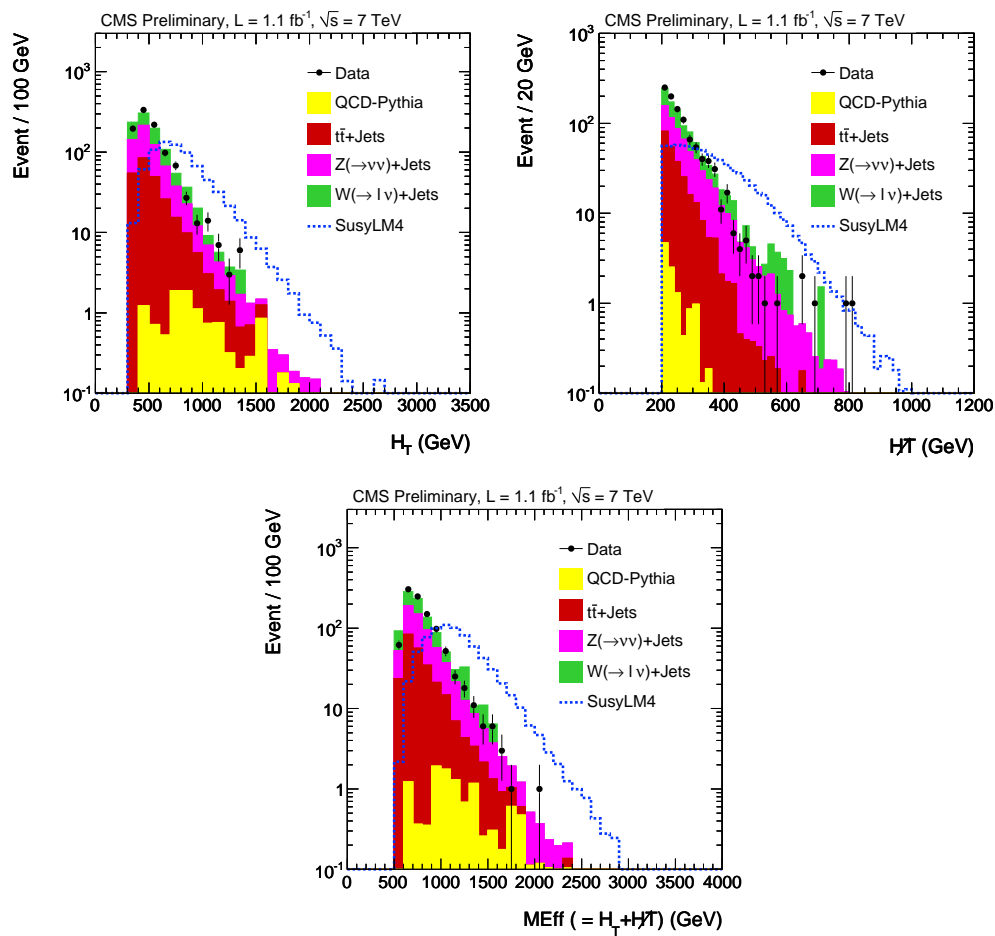 CMS Preliminary, L = 1.1 fb⁻¹, √s = 7 TeV
Event / 100 GeV
10³
10²
10
1
10⁻¹
Data
QCD-Pythia
tt̄+Jets
Z(→νν)+Jets
W(→ l ν)+Jets
SusyLM4
0 500 1000 1500 2000 2500 3000 3500
H_T (GeV)
CMS Preliminary, L = 1.1 fb⁻¹, √s = 7 TeV
Event / 20 GeV
10³
10²
10
1
10⁻¹
Data
QCD-Pythia
tt̄+Jets
Z(→νν)+Jets
W(→ l ν)+Jets
SusyLM4
0 200 400 600 800 1000 1200
H̸T (GeV)
CMS Preliminary, L = 1.1 fb⁻¹, √s = 7 TeV
Event / 100 GeV
10³
10²
10
1
10⁻¹
Data
QCD-Pythia
tt̄+Jets
Z(→νν)+Jets
W(→ l ν)+Jets
SusyLM4
0 500 1000 1500 2000 2500 3000 3500 4000
MEff ( = H_T+H̸T) (GeV)